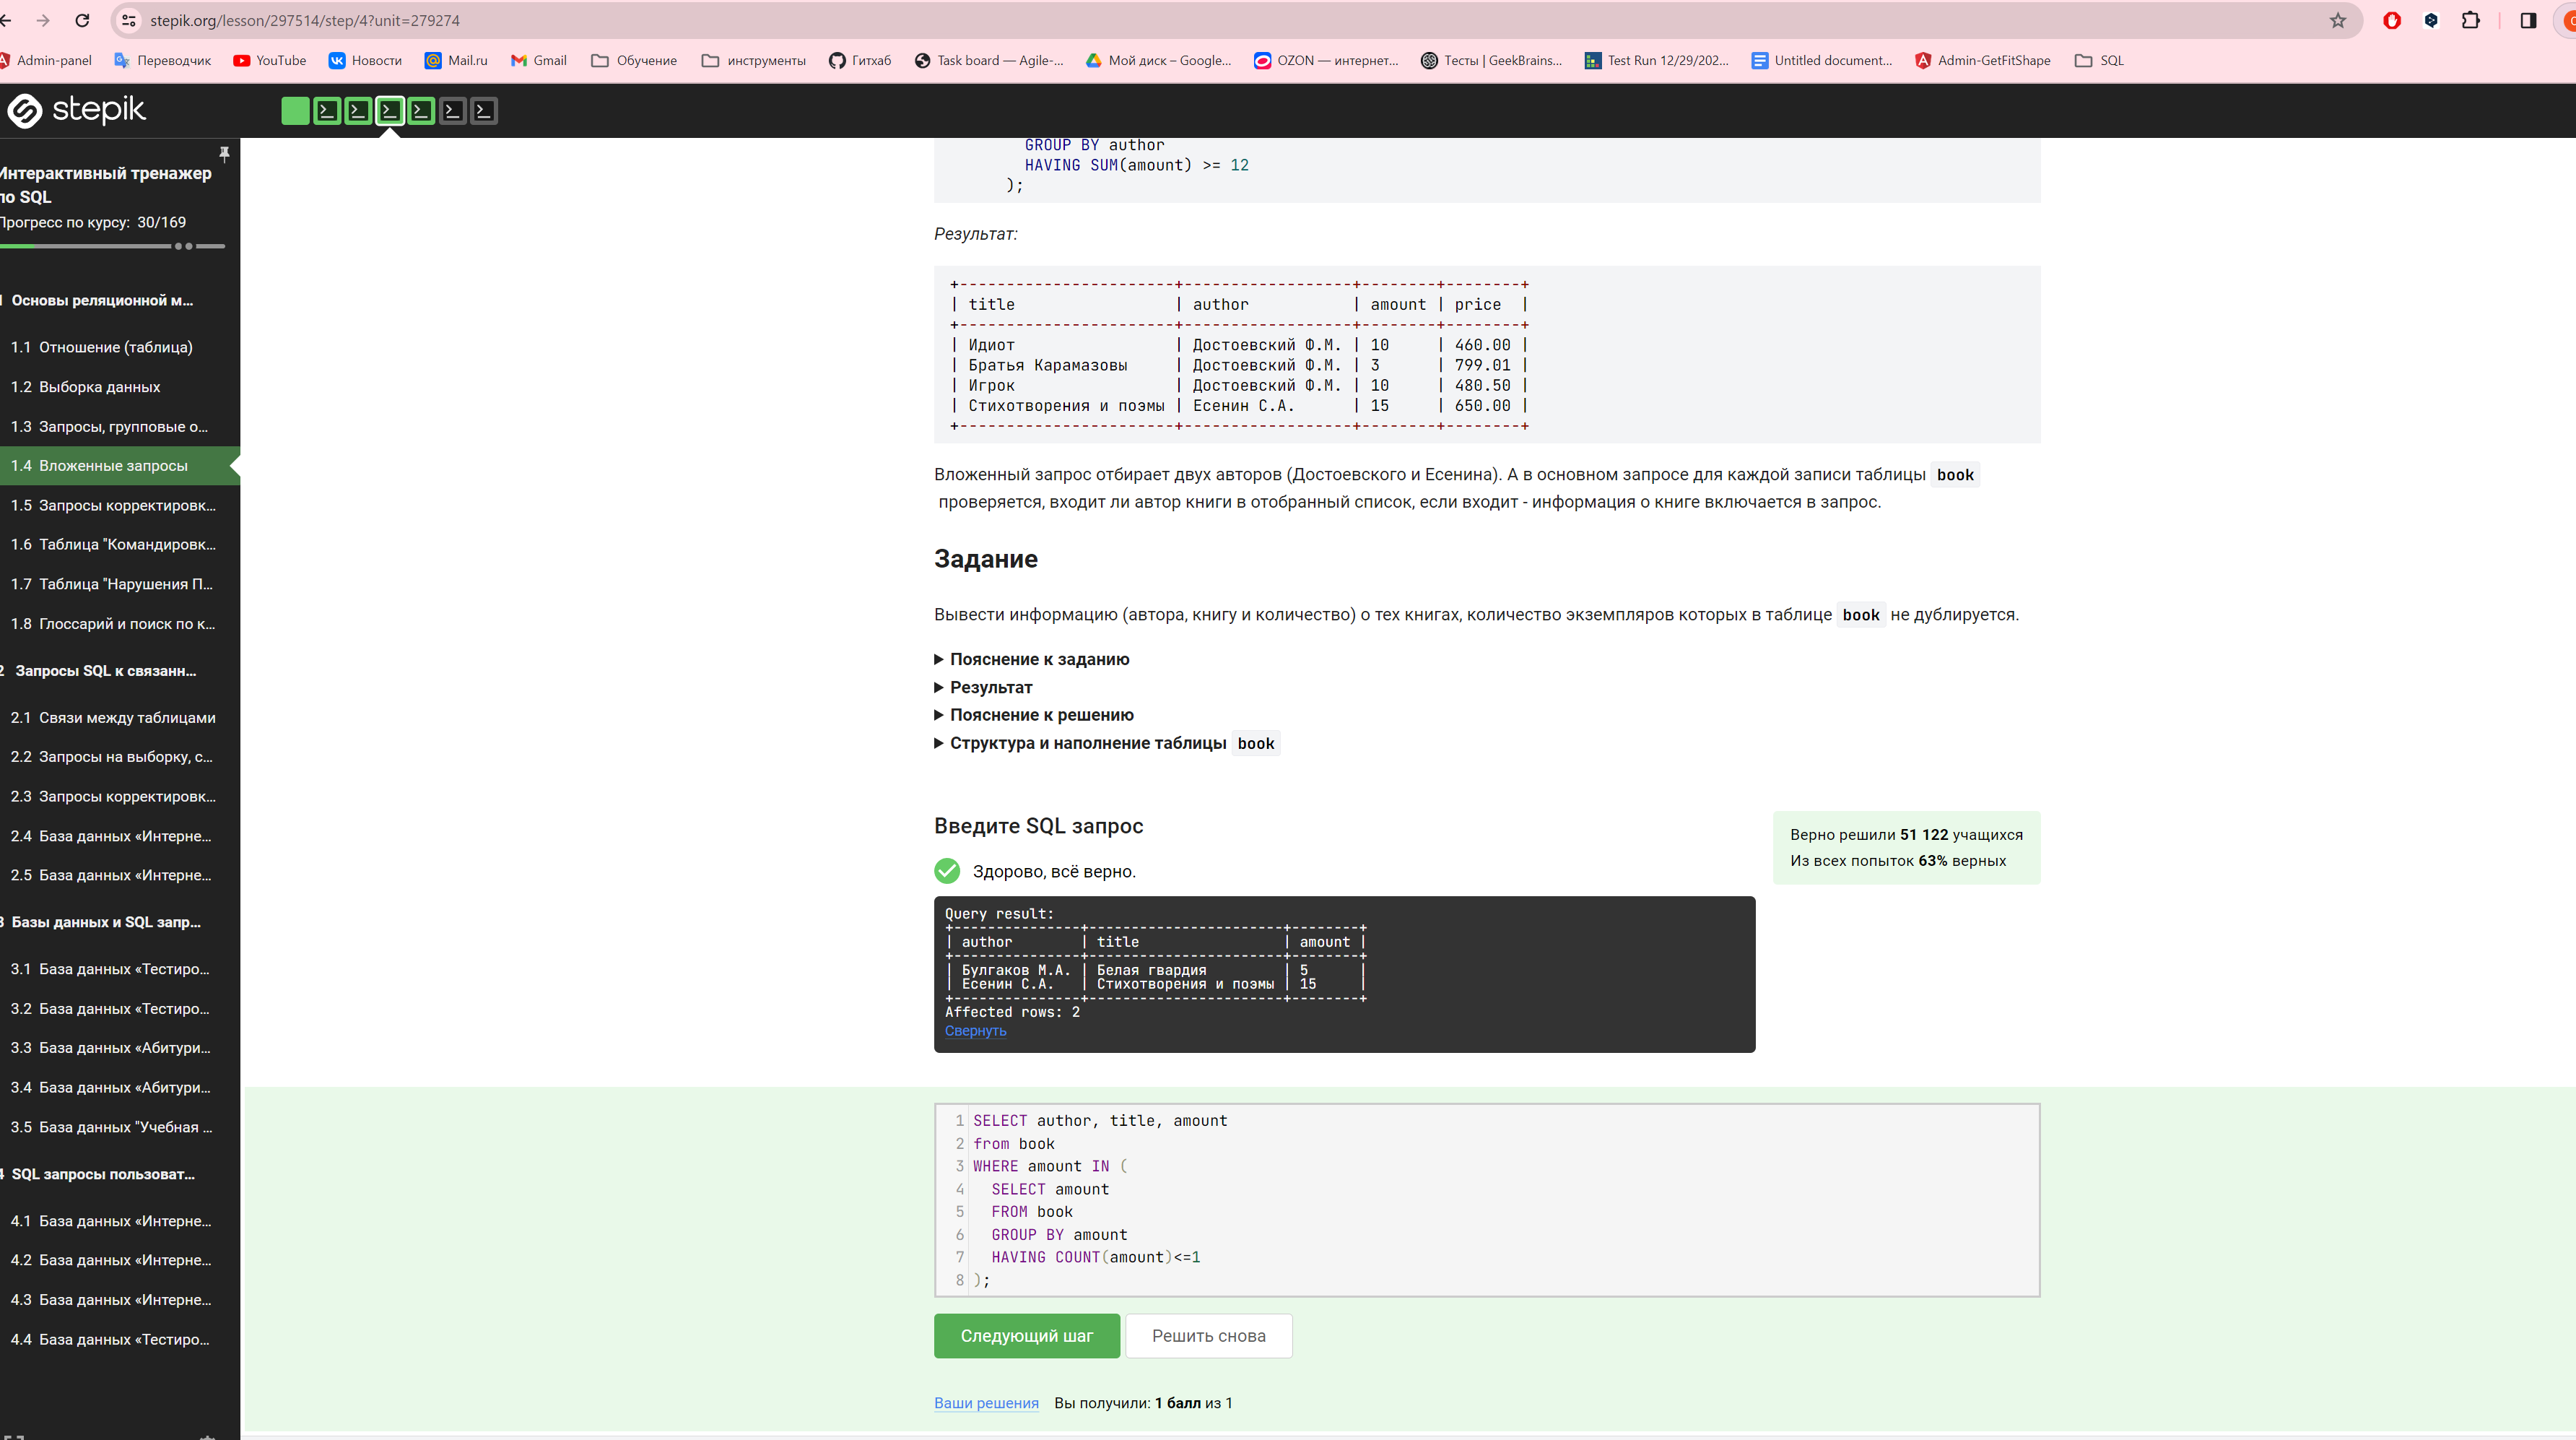 stepik.org/lesson/297514/step/4?unit=279274
Admin-panel Переводчик YouTube Новости Mail.ru Gmail Обучение инструменты Гитхаб Task board — Agile-... Мой диск – Google... OZON — интернет... Тесты | GeekBrains... Test Run 12/29/202... Untitled document... Admin-GetFitShape SQL
stepik
Интерактивный тренажер
по SQL
Прогресс по курсу: 30/169
1 Основы реляционной м...
1.1 Отношение (таблица)
1.2 Выборка данных
1.3 Запросы, групповые о...
1.4 Вложенные запросы
1.5 Запросы корректировк...
1.6 Таблица "Командировк...
1.7 Таблица "Нарушения П...
1.8 Глоссарий и поиск по к...
2 Запросы SQL к связанн...
2.1 Связи между таблицами
2.2 Запросы на выборку, с...
2.3 Запросы корректировк...
2.4 База данных «Интерне...
2.5 База данных «Интерне...
3 Базы данных и SQL запр...
3.1 База данных «Тестиро...
3.2 База данных «Тестиро...
3.3 База данных «Абитури...
3.4 База данных «Абитури...
3.5 База данных "Учебная ...
4 SQL запросы пользоват...
4.1 База данных «Интерне...
4.2 База данных «Интерне...
4.3 База данных «Интерне...
4.4 База данных «Тестиро...
GROUP BY author
HAVING SUM(amount) >= 12
);
Результат:
+-----------------------+------------------+--------+--------+
| title                 | author           | amount | price  |
+-----------------------+------------------+--------+--------+
| Идиот                 | Достоевский Ф.М. | 10     | 460.00 |
| Братья Карамазовы     | Достоевский Ф.М. | 3      | 799.01 |
| Игрок                 | Достоевский Ф.М. | 10     | 480.50 |
| Стихотворения и поэмы | Есенин С.А.      | 15     | 650.00 |
+-----------------------+------------------+--------+--------+
Вложенный запрос отбирает двух авторов (Достоевского и Есенина). А в основном запросе для каждой записи таблицы book
проверяется, входит ли автор книги в отобранный список, если входит - информация о книге включается в запрос.
Задание
Вывести информацию (автора, книгу и количество) о тех книгах, количество экземпляров которых в таблице book не дублируется.
Пояснение к заданию
Результат
Пояснение к решению
Структура и наполнение таблицы book
Введите SQL запрос
Верно решили 51 122 учащихся
Из всех попыток 63% верных
Здорово, всё верно.
Query result:
+---------------+-----------------------+--------+
| author        | title                 | amount |
+---------------+-----------------------+--------+
| Булгаков М.А. | Белая гвардия         | 5      |
| Есенин С.А.   | Стихотворения и поэмы | 15     |
+---------------+-----------------------+--------+
Affected rows: 2
Свернуть
1 SELECT author, title, amount
2 from book
3 WHERE amount IN (
4   SELECT amount
5   FROM book
6   GROUP BY amount
7   HAVING COUNT(amount)<=1
8 );
Следующий шаг Решить снова
Ваши решения Вы получили: 1 балл из 1